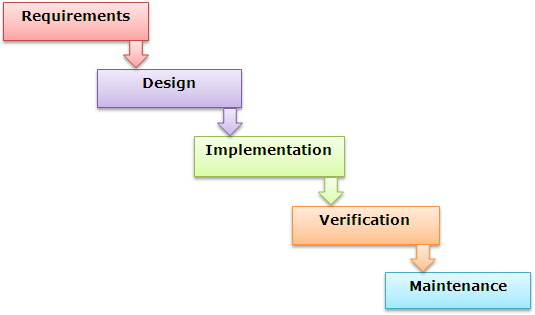 Requirements
Design
Implementation
Verification
Maintenance